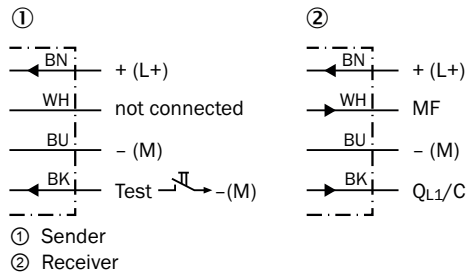 ① ②
BN + (L+) BN + (L+)
WH not connected WH MF
BU – (M) BU – (M)
BK Test –(M) BK QL1/C
① Sender
② Receiver